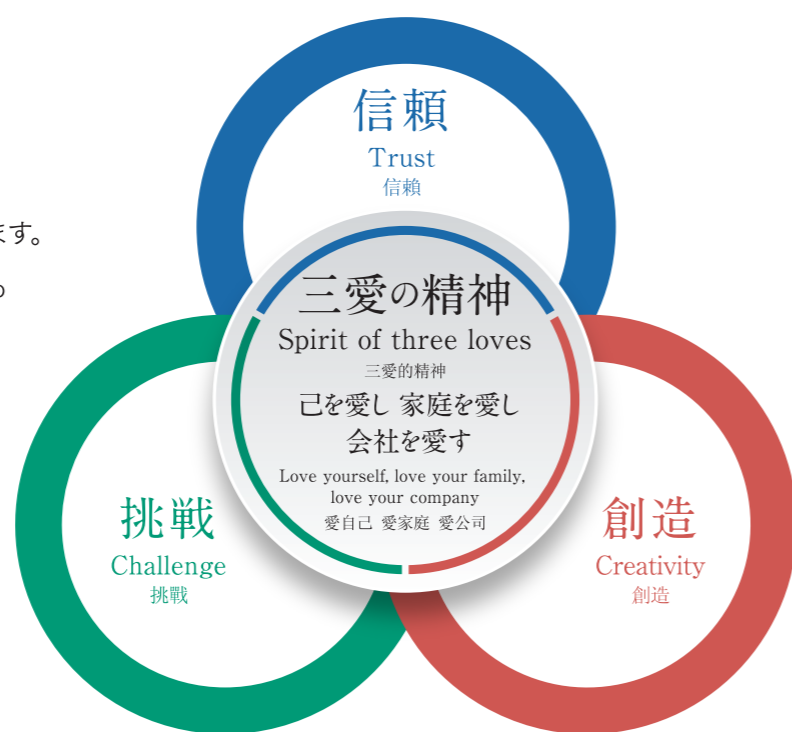 信頼
Trust
信賴
ます。
三愛の精神
Spirit of three loves
三愛的精神
己を愛し 家庭を愛し
会社を愛す
Love yourself, love your family,
love your company
愛自己 愛家庭 愛公司
挑戦
Challenge
挑戰
創造
Creativity
創造